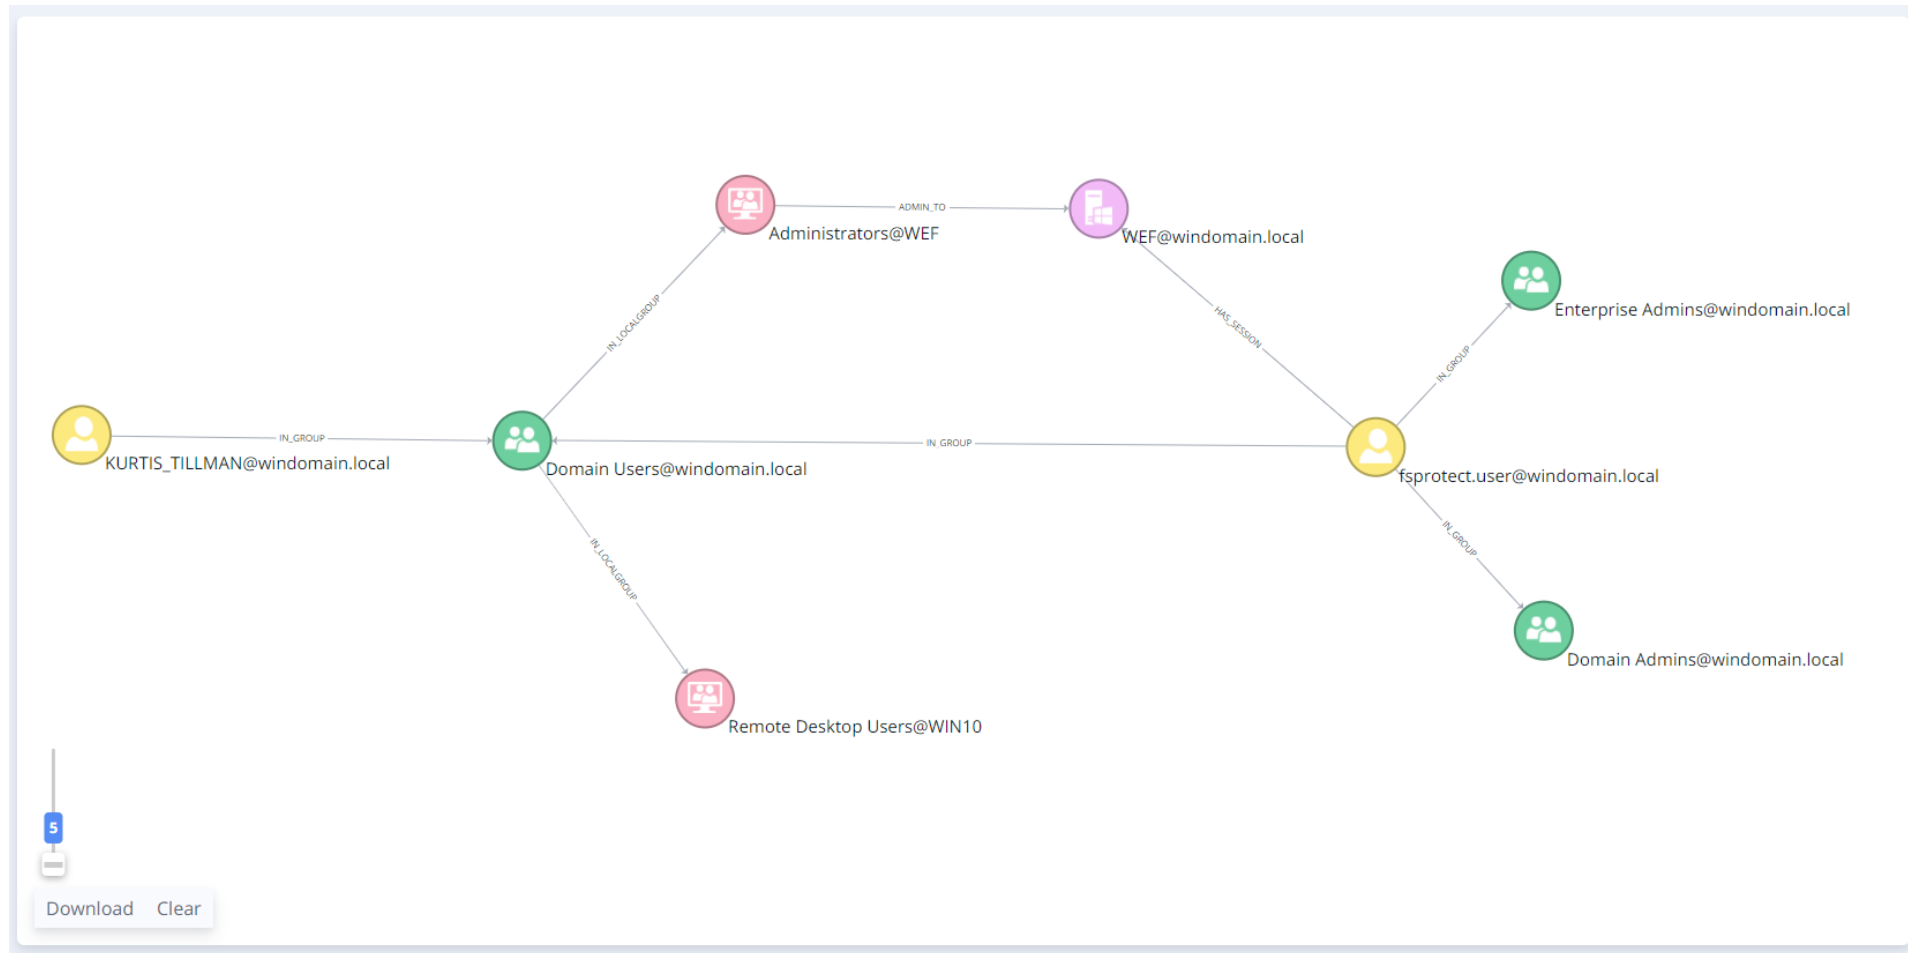 ADMIN_TO
Administrators@WEF
WEF@windomain.local
Enterprise Admins@windomain.local
IN_LOCALGROUP
HAS_SESSION
IN_GROUP
IN_GROUP
IN_GROUP
KURTIS_TILLMAN@windomain.local
Domain Users@windomain.local
fsprotect.user@windomain.local
IN_LOCALGROUP
IN_GROUP
Domain Admins@windomain.local
Remote Desktop Users@WIN10
5
Download Clear